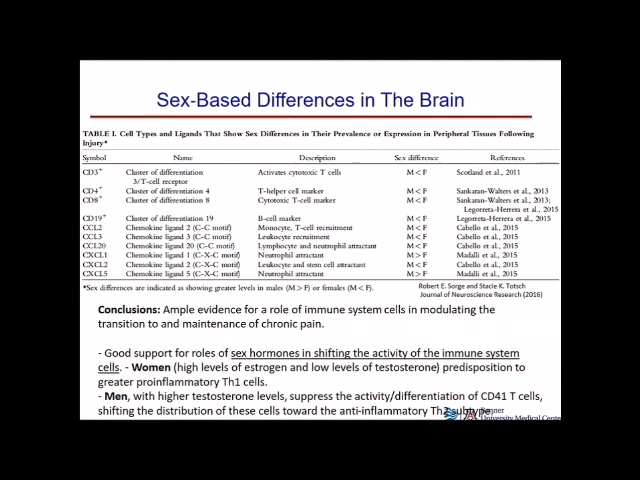 Sex-Based Differences in The Brain
TABLE I. Cell Types and Ligands That Show Sex Differences in Their Prevalence or Expression in Peripheral Tissues Following
Injury*
Symbol Name Description Sex difference References
CD3+ Cluster of differentiation Activates cytotoxic T cells M < F Scotland et al., 2011
3/T-cell receptor
CD4+ Cluster of differentiation 4 T-helper cell marker M < F Sankaran-Walters et al., 2013
CD8+ Cluster of differentiation 8 Cytotoxic T-cell marker M < F Sankaran-Walters et al., 2013;
Legorreta-Herrera et al., 2015
CD19+ Cluster of differentiation 19 B-cell marker M < F Legorreta-Herrera et al., 2015
CCL2 Chemokine ligand 2 (C–C motif) Monocyte, T-cell recruitment M < F Cabello et al., 2015
CCL3 Chemokine ligand 3 (C–C motif) Leukocyte recruitment M < F Cabello et al., 2015
CCL20 Chemokine ligand 20 (C–C motif) Lymphocyte and neutrophil attractant M < F Cabello et al., 2015
CXCL1 Chemokine ligand 1 (C–X–C motif) Neutrophil attractant M > F Madalli et al., 2015
CXCL2 Chemokine ligand 2 (C–X–C motif) Leukocyte and stem cell attractant M < F Cabello et al., 2015
CXCL5 Chemokine ligand 5 (C–X–C motif) Neutrophil attractant M > F Madalli et al., 2015
*Sex differences are indicated as showing greater levels in males (M > F) or females (M < F).
Robert E. Sorge and Stacie K. Totsch
Journal of Neuroscience Research (2016)
Conclusions: Ample evidence for a role of immune system cells in modulating the
transition to and maintenance of chronic pain.
- Good support for roles of sex hormones in shifting the activity of the immune system
cells. - Women (high levels of estrogen and low levels of testosterone) predisposition to
greater proinflammatory Th1 cells.
- Men, with higher testosterone levels, suppress the activity/differentiation of CD41 T cells,
shifting the distribution of these cells toward the anti-inflammatory Th2 subtype.
Banner
University Medical Center